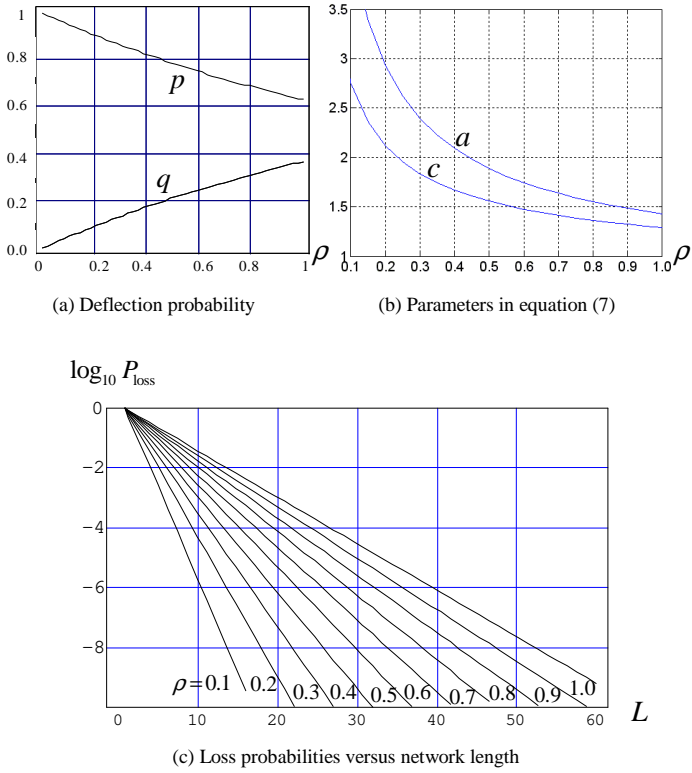 1
0.8
0.6
0.4
0.2
0.0
p
q
0 0.2 0.4 0.6 0.8 1 ρ
(a) Deflection probability
3.5
3
2.5
2
1.5
1
a
c
0.1 0.2 0.3 0.4 0.5 0.6 0.7 0.8 0.9 1.0 ρ
(b) Parameters in equation (7)
log₁₀ P_loss
0
−2
−4
−6
−8
ρ=0.1 0.2 0.3 0.4 0.5 0.6 0.7 0.8 0.9 1.0
0 10 20 30 40 50 60 L
(c) Loss probabilities versus network length